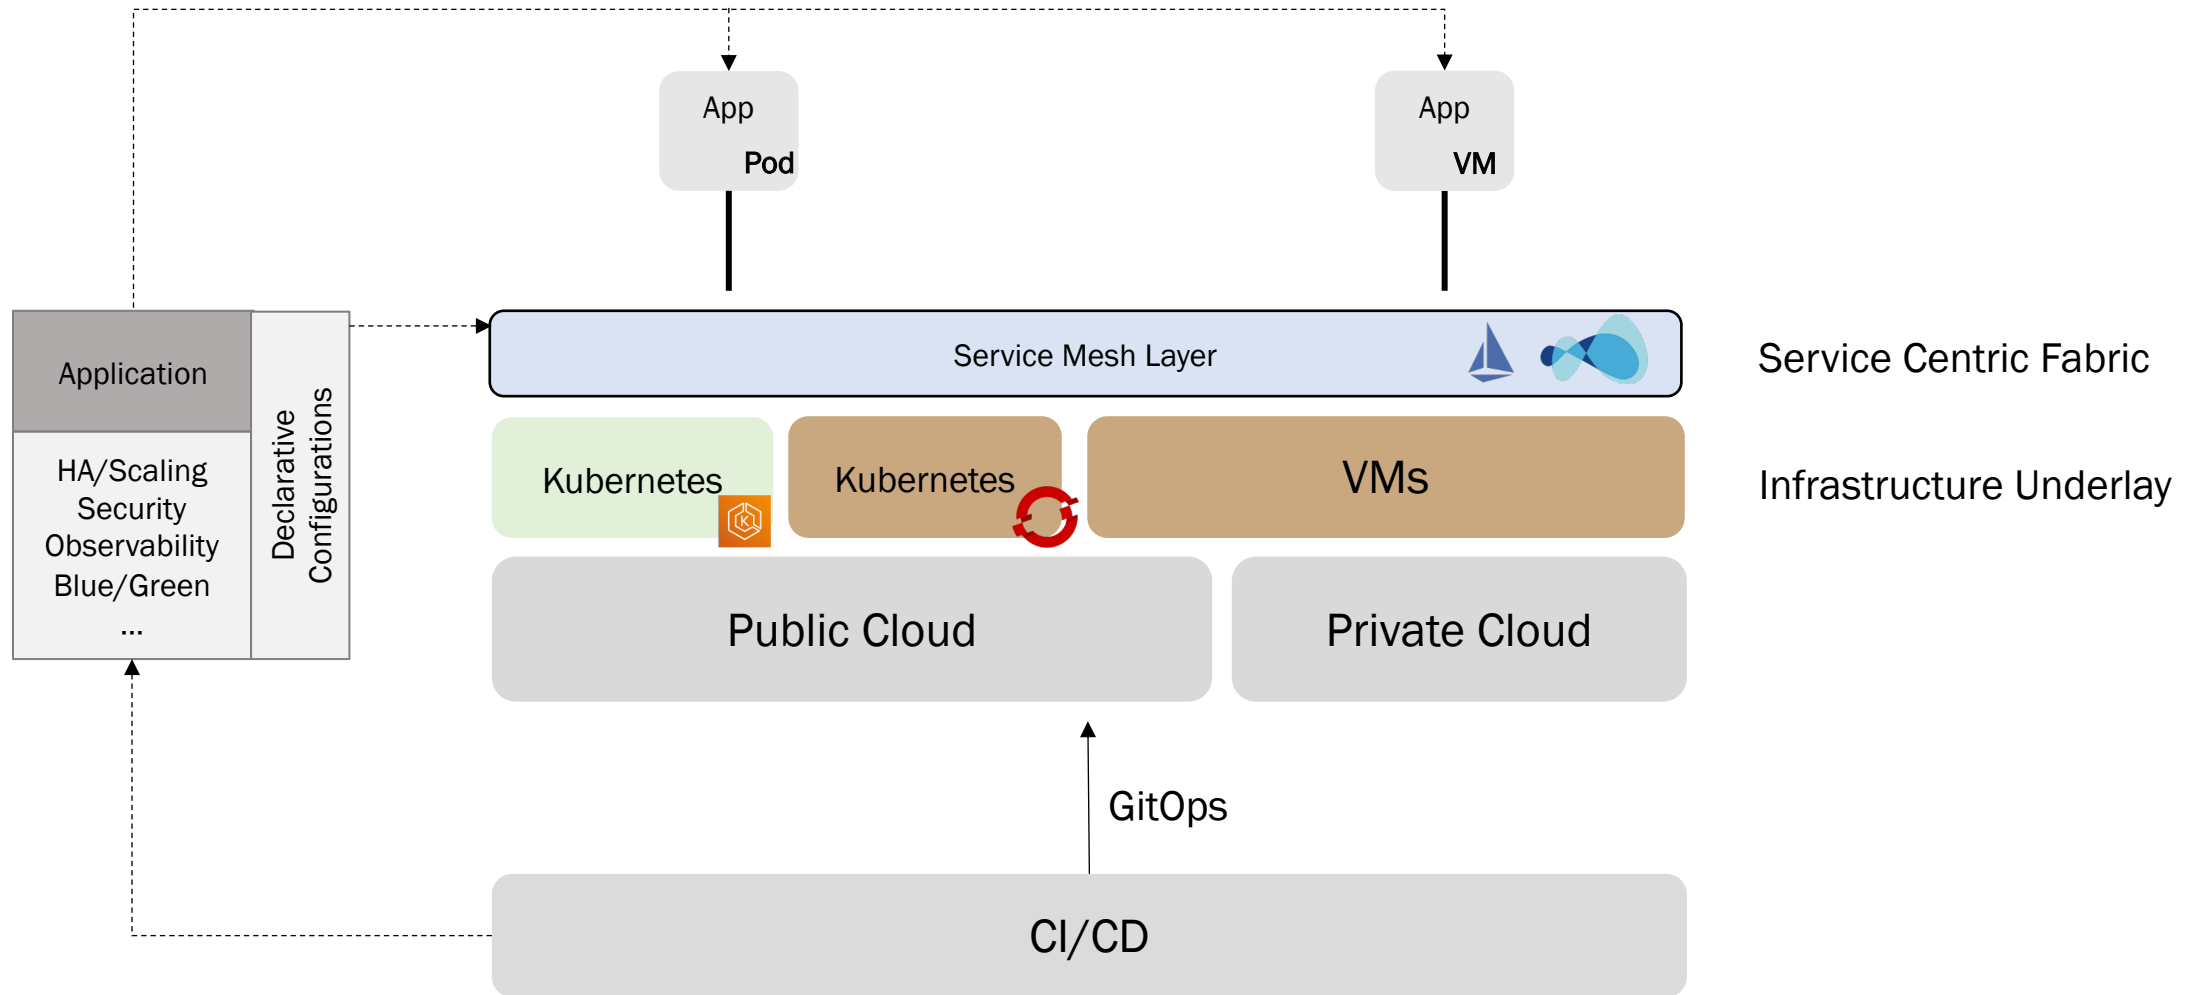 App
Pod
App
VM
Application
HA/Scaling
Security
Observability
Blue/Green
...
Declarative
Configurations
Service Mesh Layer
Service Centric Fabric
Kubernetes
K
Kubernetes
VMs
Infrastructure Underlay
Public Cloud
Private Cloud
GitOps
CI/CD